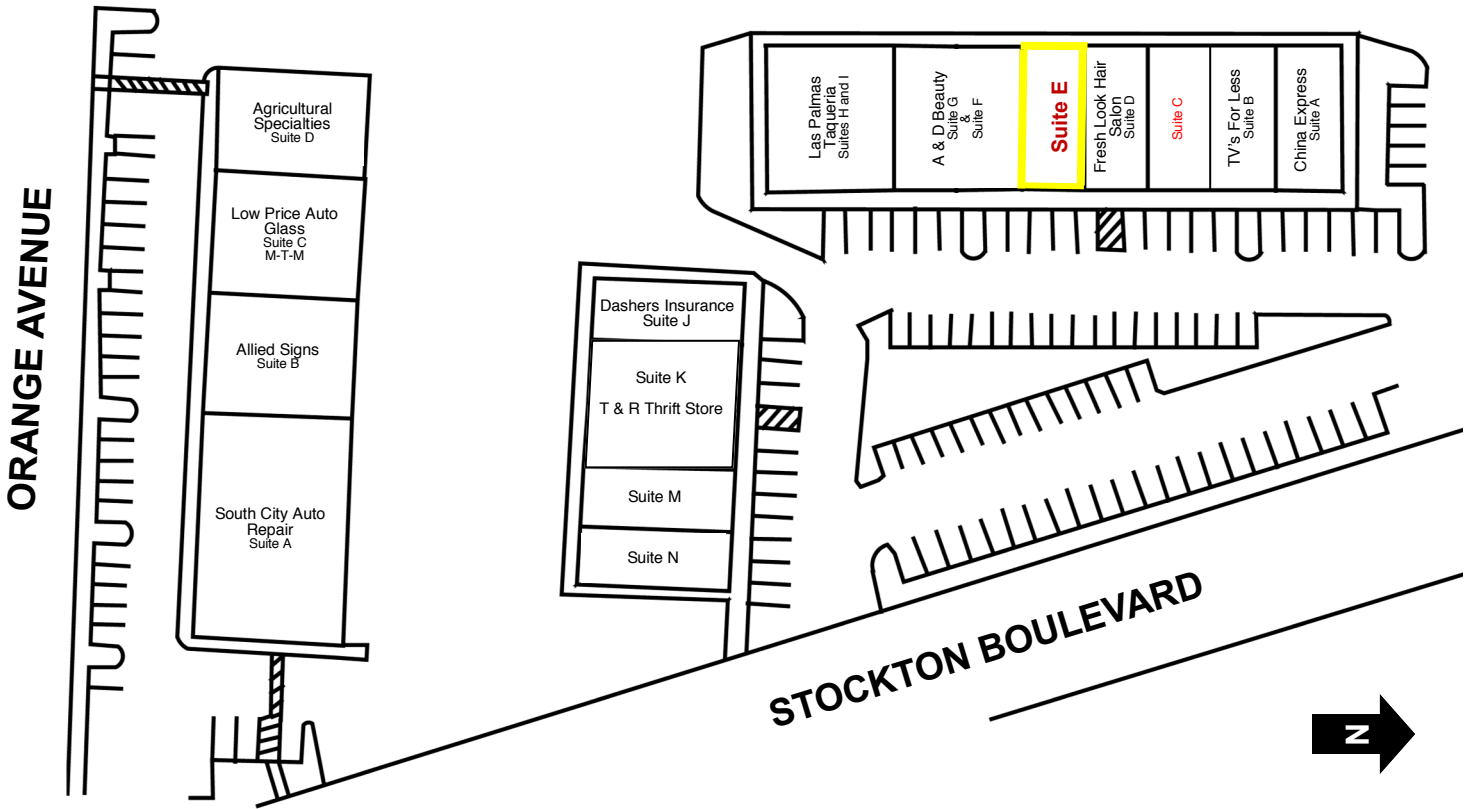 ORANGE AVENUE
Agricultural
Specialties
Suite D
Low Price Auto
Glass
Suite C
M-T-M
Allied Signs
Suite B
South City Auto
Repair
Suite A
Dashers Insurance
Suite J
Suite K
T & R Thrift Store
Suite M
Suite N
Las Palmas
Taqueria
Suites H and I
A & D Beauty
Suite G
&
Suite F
Suite E
Fresh Look Hair
Salon
Suite D
Suite C
TV's For Less
Suite B
China Express
Suite A
STOCKTON BOULEVARD
N